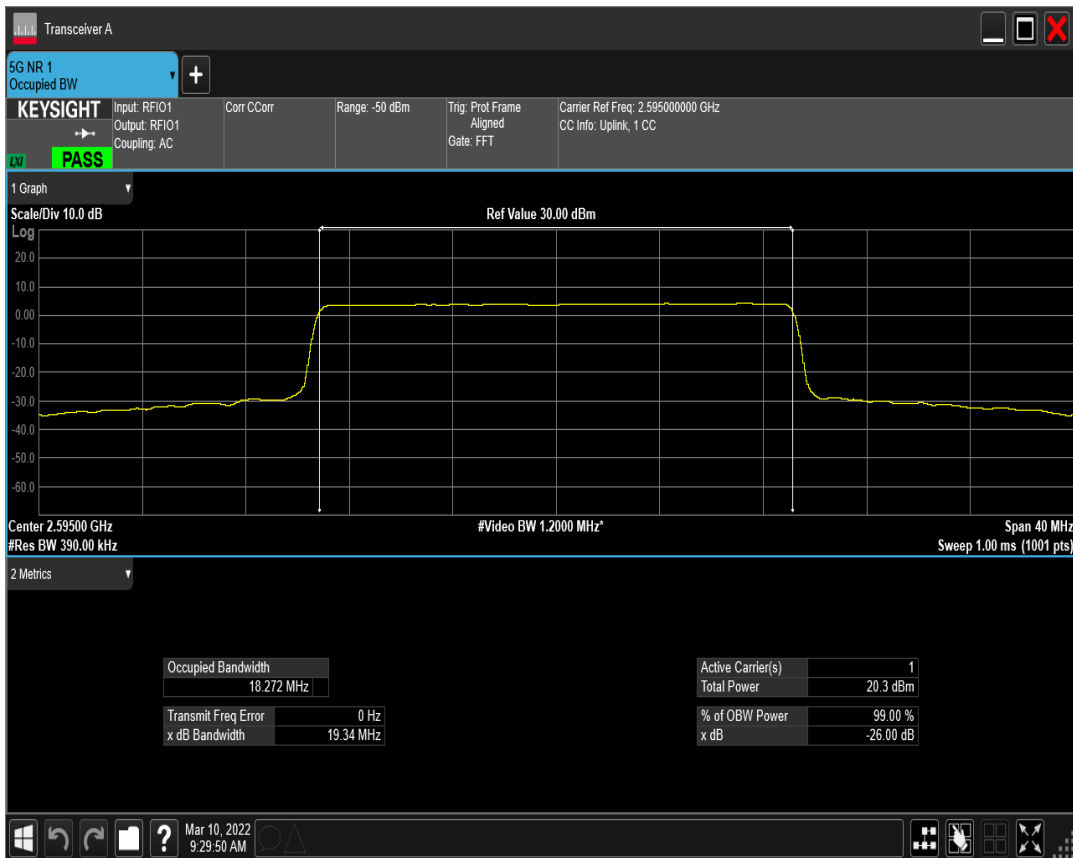 Transceiver A
5G NR 1
Occupied BW
+
KEYSIGHT
LXI
PASS
Input: RFIO1
Output: RFIO1
Coupling: AC
Corr CCorr
Range: -50 dBm
Trig: Prot Frame
Aligned
Gate: FFT
Carrier Ref Freq: 2.595000000 GHz
CC Info: Uplink, 1 CC
1 Graph
Scale/Div 10.0 dB
Ref Value 30.00 dBm
Log
20.0
10.0
0.00
-10.0
-20.0
-30.0
-40.0
-50.0
-60.0
Center 2.59500 GHz
#Video BW 1.2000 MHz*
Span 40 MHz
#Res BW 390.00 kHz
Sweep 1.00 ms (1001 pts)
2 Metrics
Occupied Bandwidth
18.272 MHz
Transmit Freq Error 0 Hz
x dB Bandwidth 19.34 MHz
Active Carrier(s) 1
Total Power 20.3 dBm
% of OBW Power 99.00 %
x dB -26.00 dB
?
Mar 10, 2022
9:29:50 AM